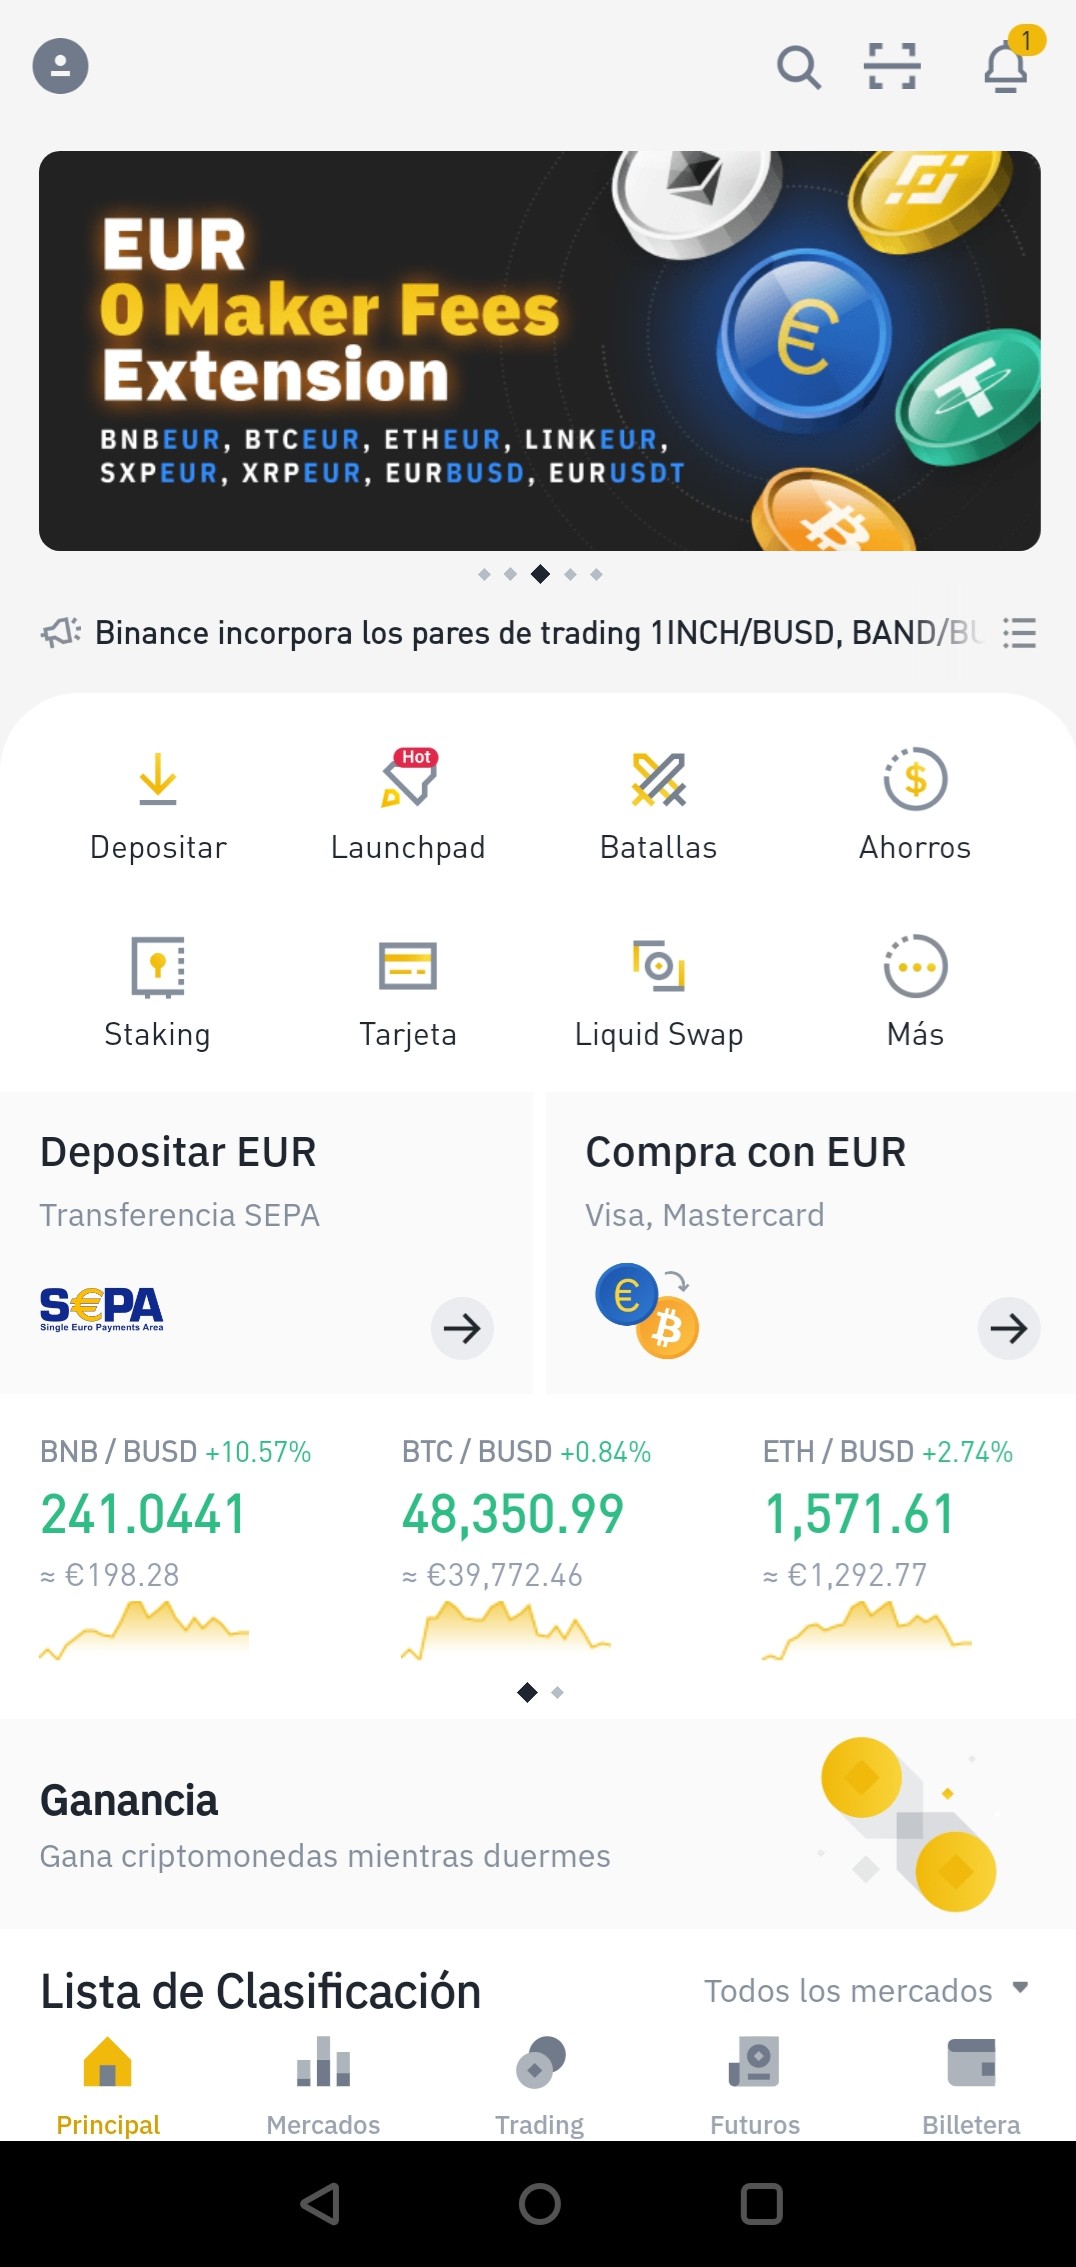 1
EUR
0 Maker Fees
Extension
BNBEUR, BTCEUR, ETHEUR, LINKEUR,
SXPEUR, XRPEUR, EURBUSD, EURUSDT
Binance incorpora los pares de trading 1INCH/BUSD, BAND/BU
Hot
Depositar Launchpad Batallas Ahorros
Staking Tarjeta Liquid Swap Más
Depositar EUR
Transferencia SEPA
S€PA
Single Euro Payments Area
Compra con EUR
Visa, Mastercard
BNB / BUSD +10.57%
241.0441
≈ €198.28
BTC / BUSD +0.84%
48,350.99
≈ €39,772.46
ETH / BUSD +2.74%
1,571.61
≈ €1,292.77
Ganancia
Gana criptomonedas mientras duermes
Lista de Clasificación Todos los mercados
Principal Mercados Trading Futuros Billetera